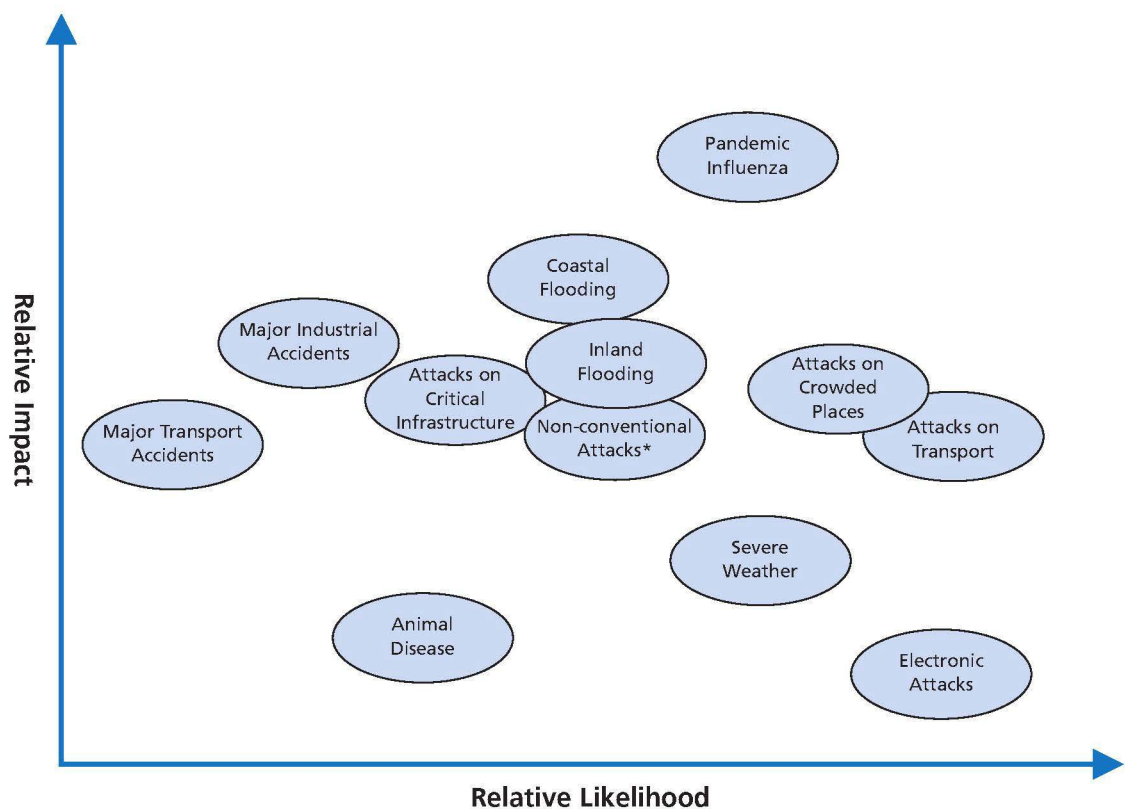 Pandemic
Influenza
Coastal
Flooding
Major Industrial
Accidents
Inland
Flooding
Attacks on
Critical
Infrastructure
Attacks on
Crowded
Places
Major Transport
Accidents
Non-conventional
Attacks*
Attacks on
Transport
Severe
Weather
Animal
Disease
Electronic
Attacks
Relative Impact
Relative Likelihood